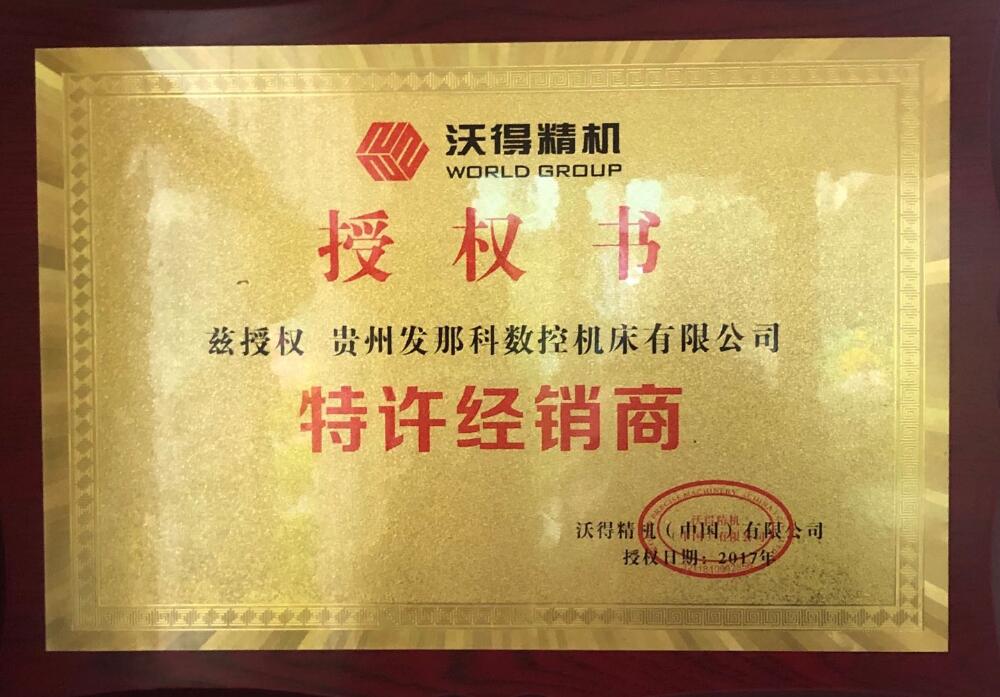 沃得精机
WORLD GROUP
授权书
兹授权 贵州发那科数控机床有限公司
特许经销商
沃得精机(中国)有限公司
授权日期:2017年